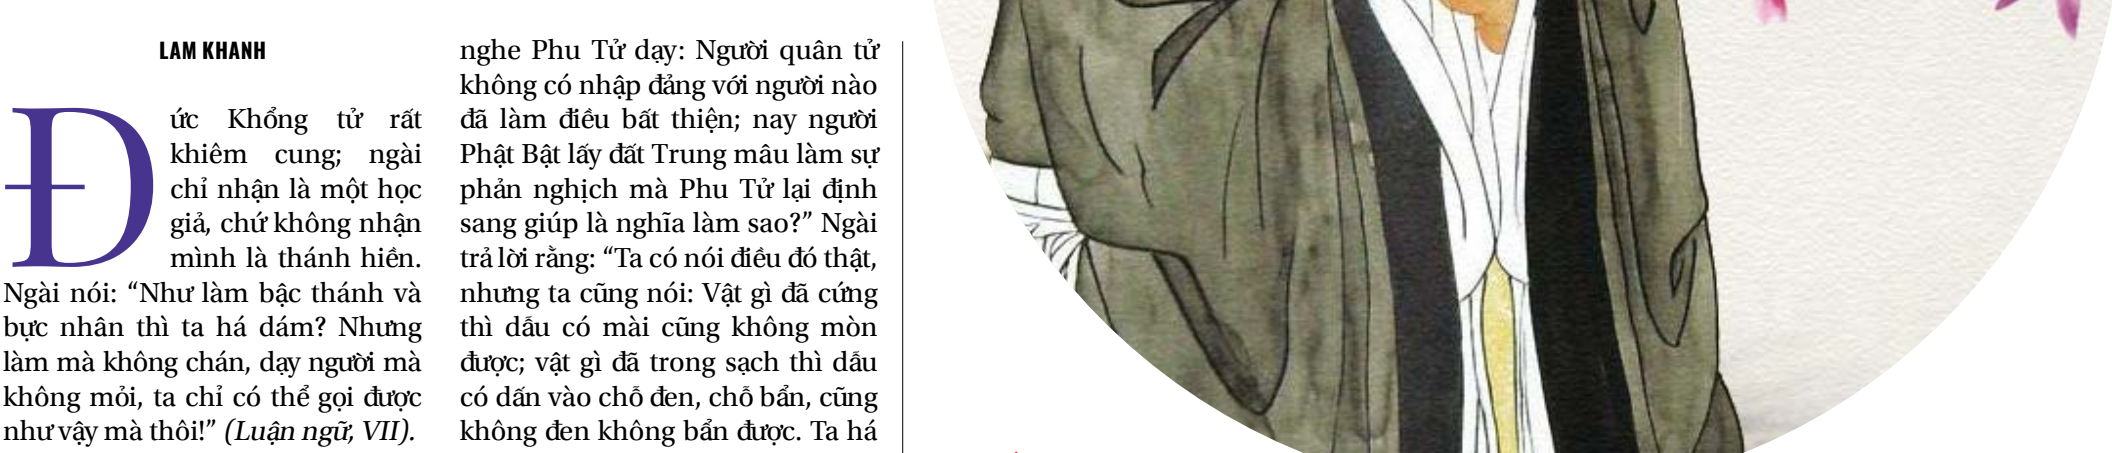 LAM KHANH
Đức Khổng tử rất
khiêm cung; ngài
chỉ nhận là một học
giả, chứ không nhận
mình là thánh hiền.
Ngài nói: “Như làm bậc thánh và
bực nhân thì ta há dám? Nhưng
làm mà không chán, dạy người mà
không mỏi, ta chỉ có thể gọi được
như vậy mà thôi!” (Luận ngữ, VII).
nghe Phu Tử dạy: Người quân tử
không có nhập đảng với người nào
đã làm điều bất thiện; nay người
Phật Bật lấy đất Trung mâu làm sự
phản nghịch mà Phu Tử lại định
sang giúp là nghĩa làm sao?” Ngài
trả lời rằng: “Ta có nói điều đó thật,
nhưng ta cũng nói: Vật gì đã cứng
thì dẫu có mài cũng không mòn
được; vật gì đã trong sạch thì dẫu
có dấn vào chỗ đen, chỗ bẩn, cũng
không đen không bẩn được. Ta há